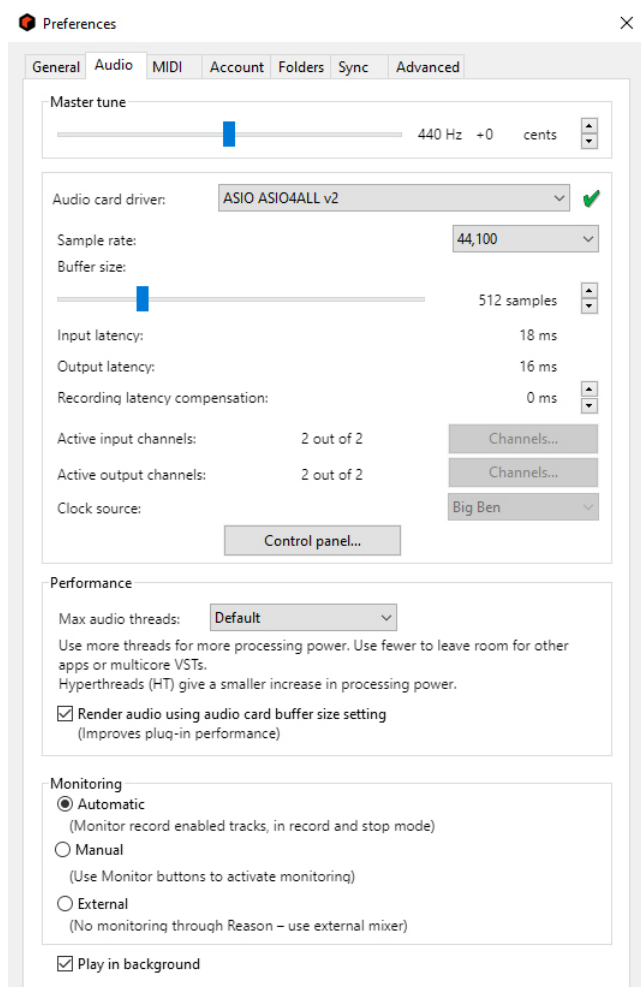 Preferences
General Audio MIDI Account Folders Sync Advanced
Master tune
440 Hz +0 cents
Audio card driver: ASIO ASIO4ALL v2
Sample rate: 44,100
Buffer size:
512 samples
Input latency: 18 ms
Output latency: 16 ms
Recording latency compensation: 0 ms
Active input channels: 2 out of 2 Channels...
Active output channels: 2 out of 2 Channels...
Clock source: Big Ben
Control panel...
Performance
Max audio threads: Default
Use more threads for more processing power. Use fewer to leave room for other
apps or multicore VSTs.
Hyperthreads (HT) give a smaller increase in processing power.
Render audio using audio card buffer size setting
(Improves plug-in performance)
Monitoring
Automatic
(Monitor record enabled tracks, in record and stop mode)
Manual
(Use Monitor buttons to activate monitoring)
External
(No monitoring through Reason – use external mixer)
Play in background